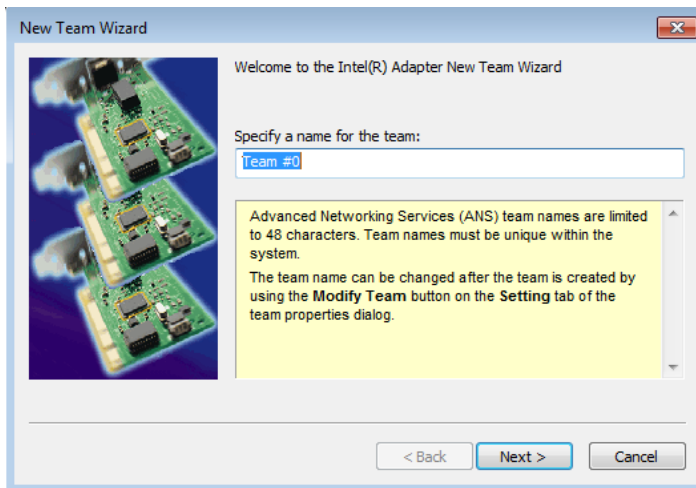 New Team Wizard
Welcome to the Intel(R) Adapter New Team Wizard
Specify a name for the team:
Team #0
Advanced Networking Services (ANS) team names are limited
to 48 characters. Team names must be unique within the
system.
The team name can be changed after the team is created by
using the Modify Team button on the Setting tab of the
team properties dialog.
< Back
Next >
Cancel